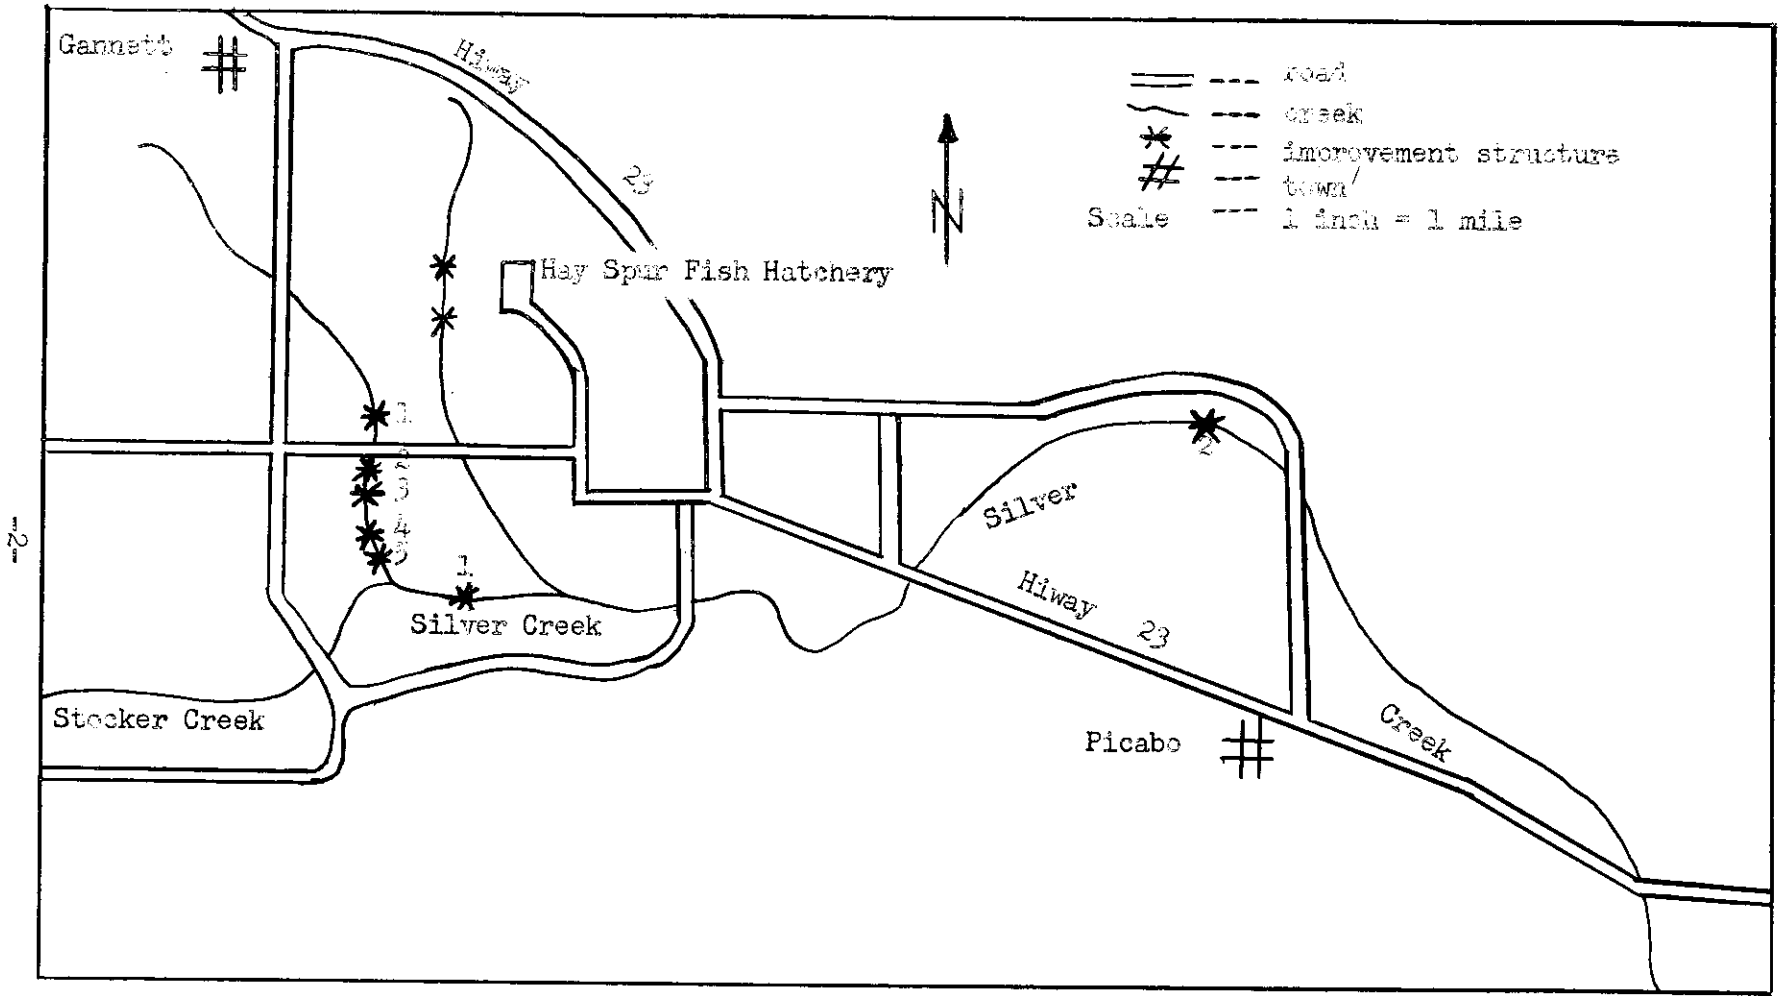 Gannett
Hiway
23
--- road
--- creek
--- improvement structure
--- town
Scale --- 1 inch = 1 mile
N
Hay Spur Fish Hatchery
1
2
3
4
5
1
2
Silver
Silver Creek
Hiway
23
Stocker Creek
Creek
Picabo
-2-